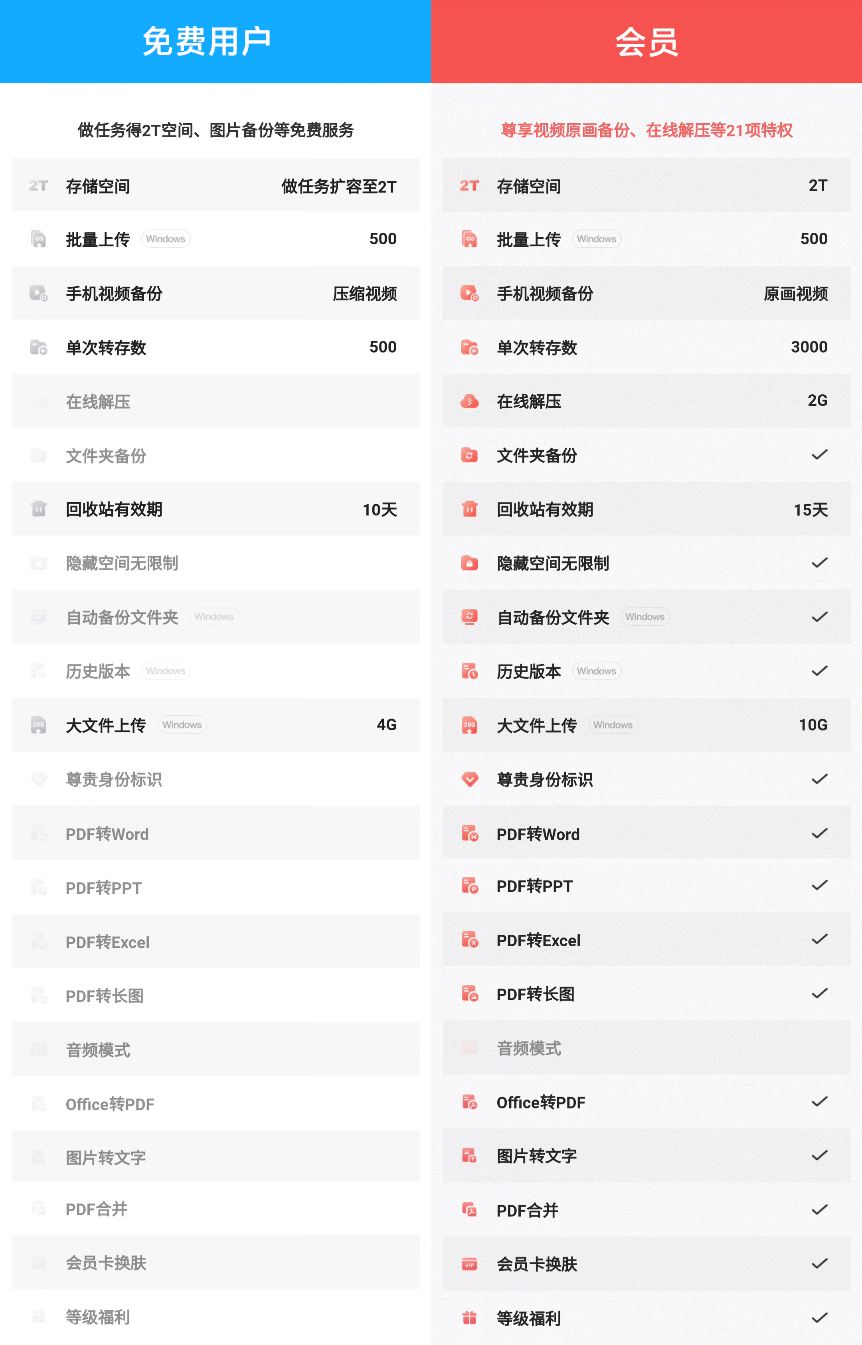 免费用户 会员
做任务得2T空间、图片备份等免费服务 尊享视频原画备份、在线解压等21项特权
2T 存储空间 做任务扩容至2T 2T 存储空间 2T
批量上传 Windows 500 批量上传 Windows 500
手机视频备份 压缩视频 手机视频备份 原画视频
单次转存数 500 单次转存数 3000
在线解压 在线解压 2G
文件夹备份 文件夹备份
回收站有效期 10天 回收站有效期 15天
隐藏空间无限制 隐藏空间无限制
自动备份文件夹 Windows 自动备份文件夹 Windows
历史版本 Windows 历史版本 Windows
20G 大文件上传 Windows 4G 20G 大文件上传 Windows 10G
尊贵身份标识 尊贵身份标识
PDF转Word PDF转Word
PDF转PPT PDF转PPT
PDF转Excel PDF转Excel
PDF转长图 PDF转长图
音频模式 音频模式
Office转PDF Office转PDF
图片转文字 图片转文字
PDF合并 PDF合并
会员卡换肤 VIP 会员卡换肤
等级福利 等级福利